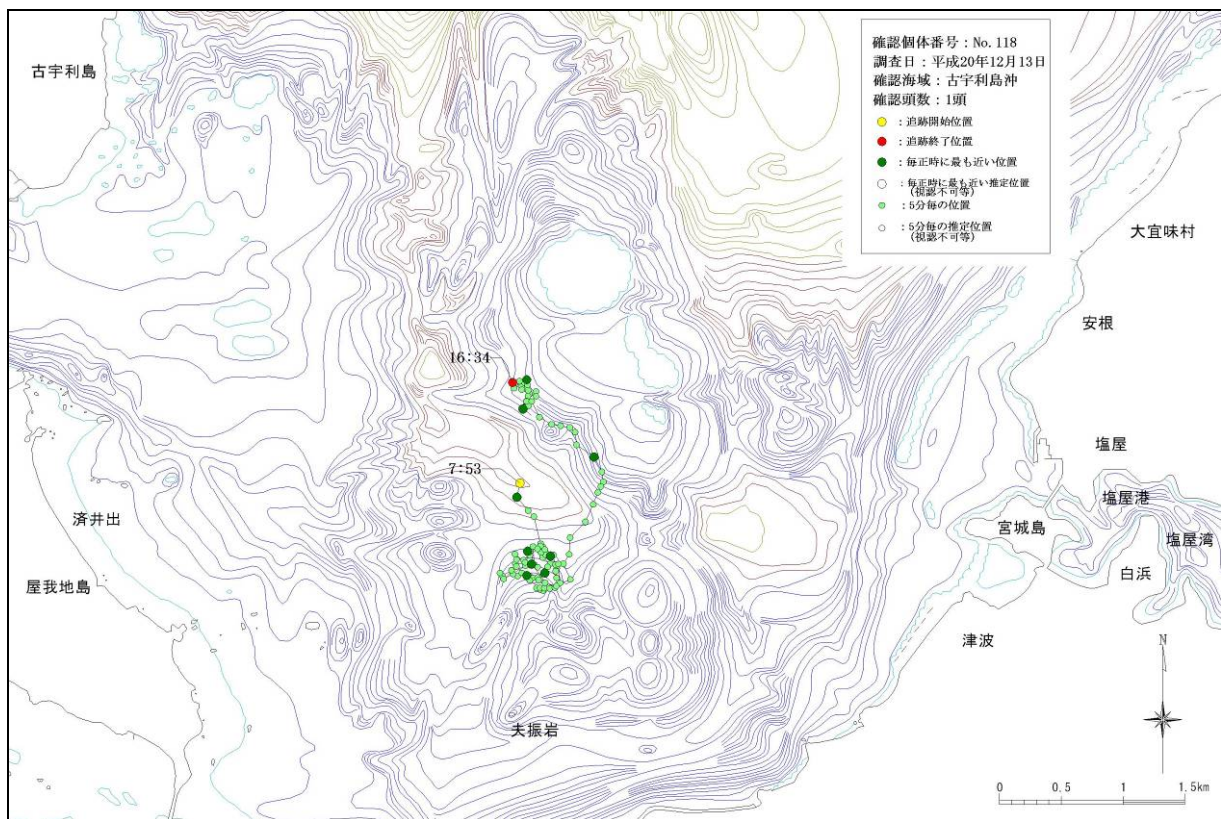 確認個体番号：No.118
調査日：平成20年12月13日
確認海域：古宇利島沖
確認頭数：1頭
：追跡開始位置
：追跡終了位置
：毎正時に最も近い位置
：毎正時に最も近い推定位置
(視認不可等)
：5分毎の位置
：5分毎の推定位置
(視認不可等)
古宇利島
大宜味村
安根
16:34
塩屋
7:53
塩屋港
済井出
宮城島
塩屋湾
白浜
屋我地島
津波
N
夫振岩
0 0.5 1 1.5km